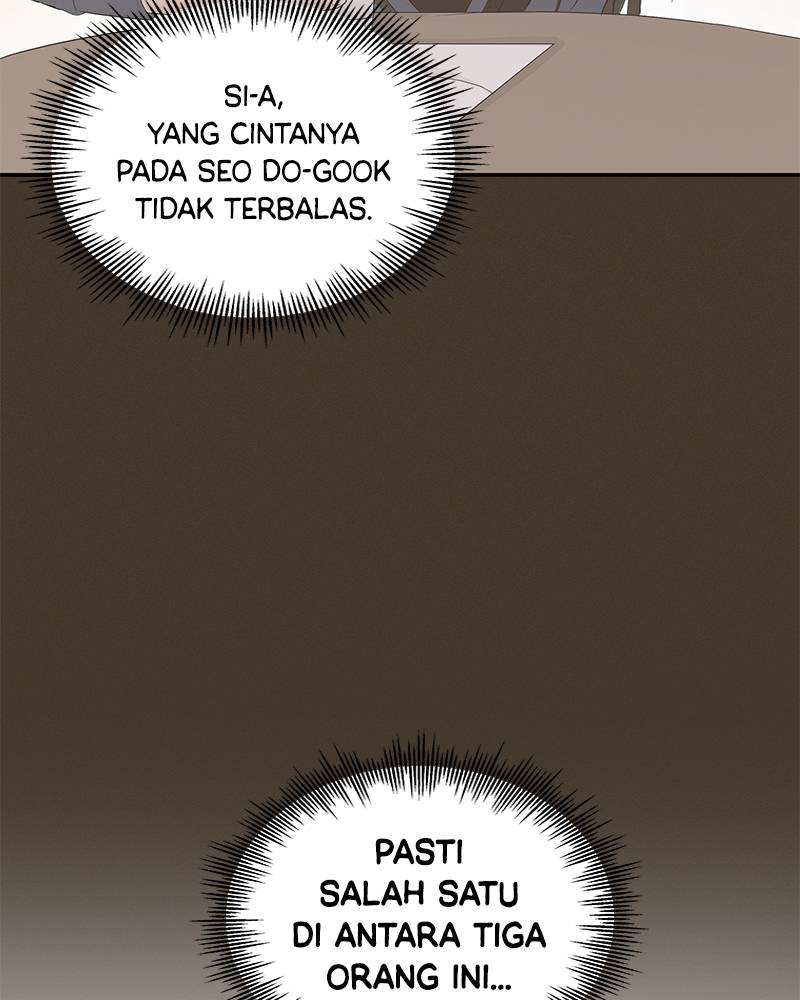 SI-A,
YANG CINTANYA
PADA SEO DO-GOOK
TIDAK TERBALAS.
PASTI
SALAH SATU
DI ANTARA TIGA
ORANG INI...